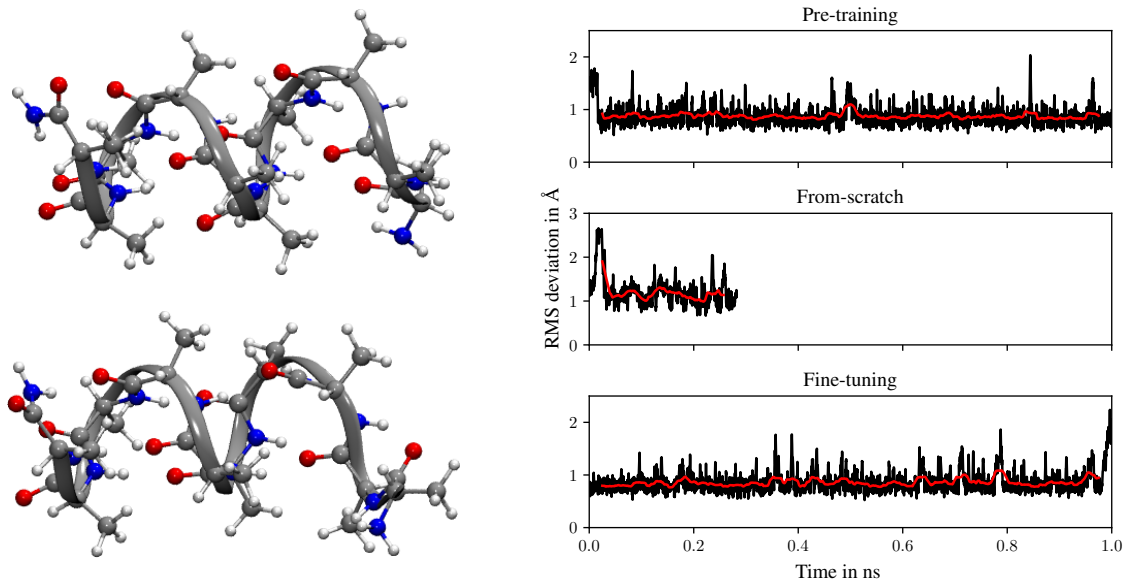 Pre-training
2
1
0
From-scratch
3
2
1
0
RMS deviation in Å
Fine-tuning
2
1
0
0.0 0.2 0.4 0.6 0.8 1.0
Time in ns